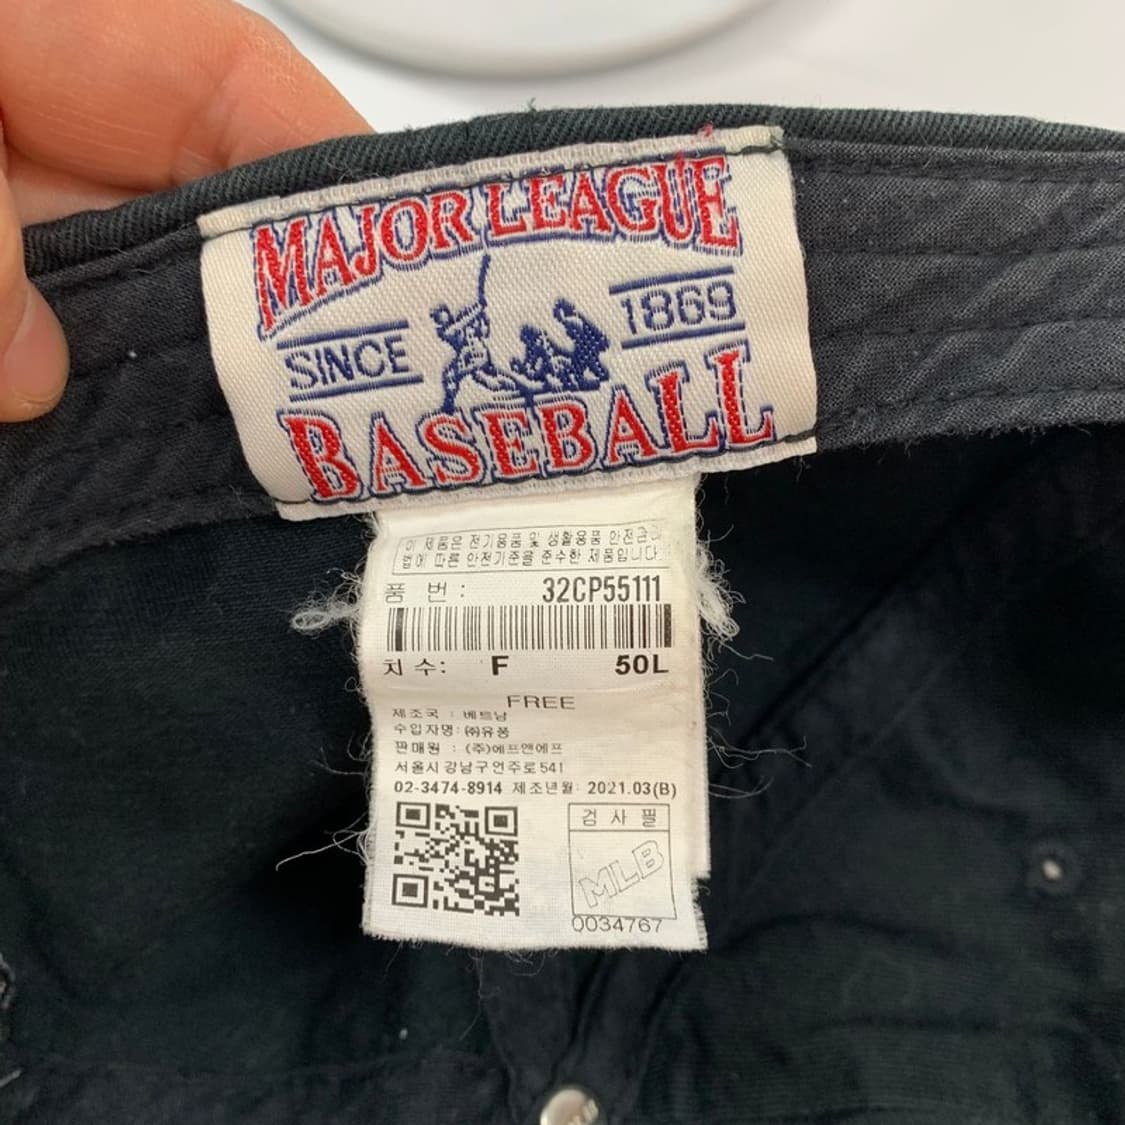 MAJOR LEAGUE
SINCE 1869
BASEBALL
이 제품은 전기용품 및 생활용품 안전관리
법에 따른 안전기준을 준수한 제품입니다
품 번 : 32CP55111
치수: F 50L
FREE
제조국 : 베트남
수입자명: ㈜유풍
판매원 : (주)에프앤에프
서울시 강남구 언주로 541
02-3474-8914 제조년월: 2021.03(B)
검 사 필
MLB
0034767